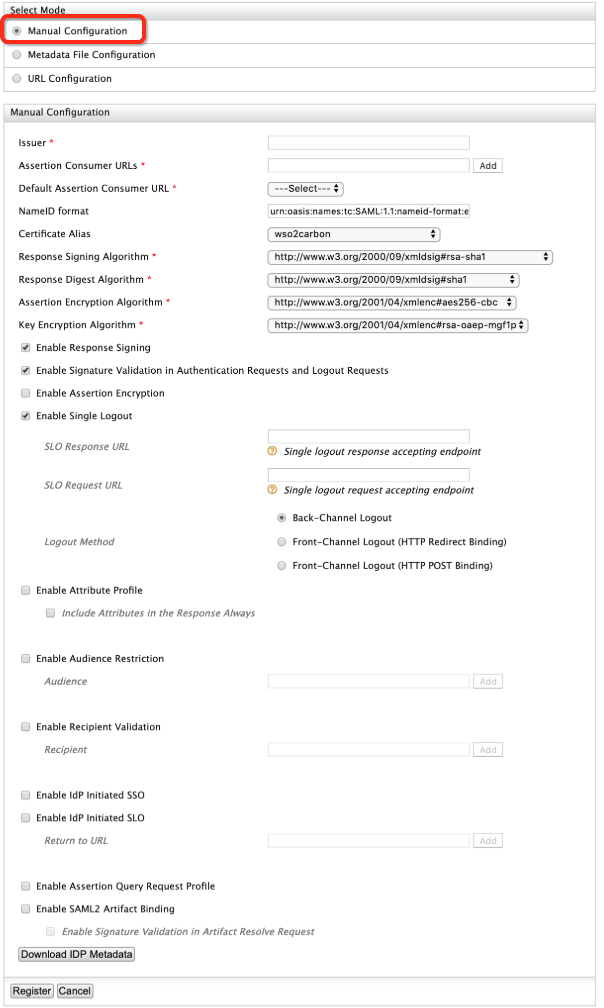 Select Mode
Manual Configuration
Metadata File Configuration
URL Configuration
Manual Configuration
Issuer *
Assertion Consumer URLs * Add
Default Assertion Consumer URL * ---Select---
NameID format urn:oasis:names:tc:SAML:1.1:nameid-format:e
Certificate Alias wso2carbon
Response Signing Algorithm * http://www.w3.org/2000/09/xmldsig#rsa-sha1
Response Digest Algorithm * http://www.w3.org/2000/09/xmldsig#sha1
Assertion Encryption Algorithm * http://www.w3.org/2001/04/xmlenc#aes256-cbc
Key Encryption Algorithm * http://www.w3.org/2001/04/xmlenc#rsa-oaep-mgf1p
Enable Response Signing
Enable Signature Validation in Authentication Requests and Logout Requests
Enable Assertion Encryption
Enable Single Logout
SLO Response URL
? Single logout response accepting endpoint
SLO Request URL
? Single logout request accepting endpoint
Back-Channel Logout
Logout Method Front-Channel Logout (HTTP Redirect Binding)
Front-Channel Logout (HTTP POST Binding)
Enable Attribute Profile
Include Attributes in the Response Always
Enable Audience Restriction
Audience Add
Enable Recipient Validation
Recipient Add
Enable IdP Initiated SSO
Enable IdP Initiated SLO
Return to URL Add
Enable Assertion Query Request Profile
Enable SAML2 Artifact Binding
Enable Signature Validation in Artifact Resolve Request
Download IDP Metadata
Register Cancel